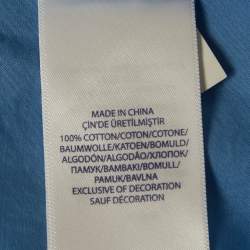 MADE IN CHINA
ÇİN'DE ÜRETİLMİŞTİR
100% COTTON/COTON/COTONE/
BAUMWOLLE/KATOEN/BOMULD/
ALGODÓN/ALGODÃO/ХЛОПОК/
ПАМУК/BAMBAKI/BOMULL/
PAMUK/BAVLNA
EXCLUSIVE OF DECORATION
SAUF DÉCORATION